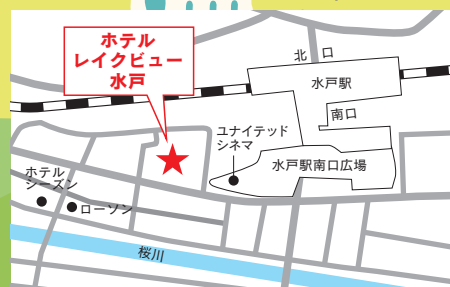 ホテル
レイクビュー
水戸
北口
水戸駅
南口
ユナイテッド
シネマ
水戸駅南口広場
ホテル
シーズン
ローソン
桜川